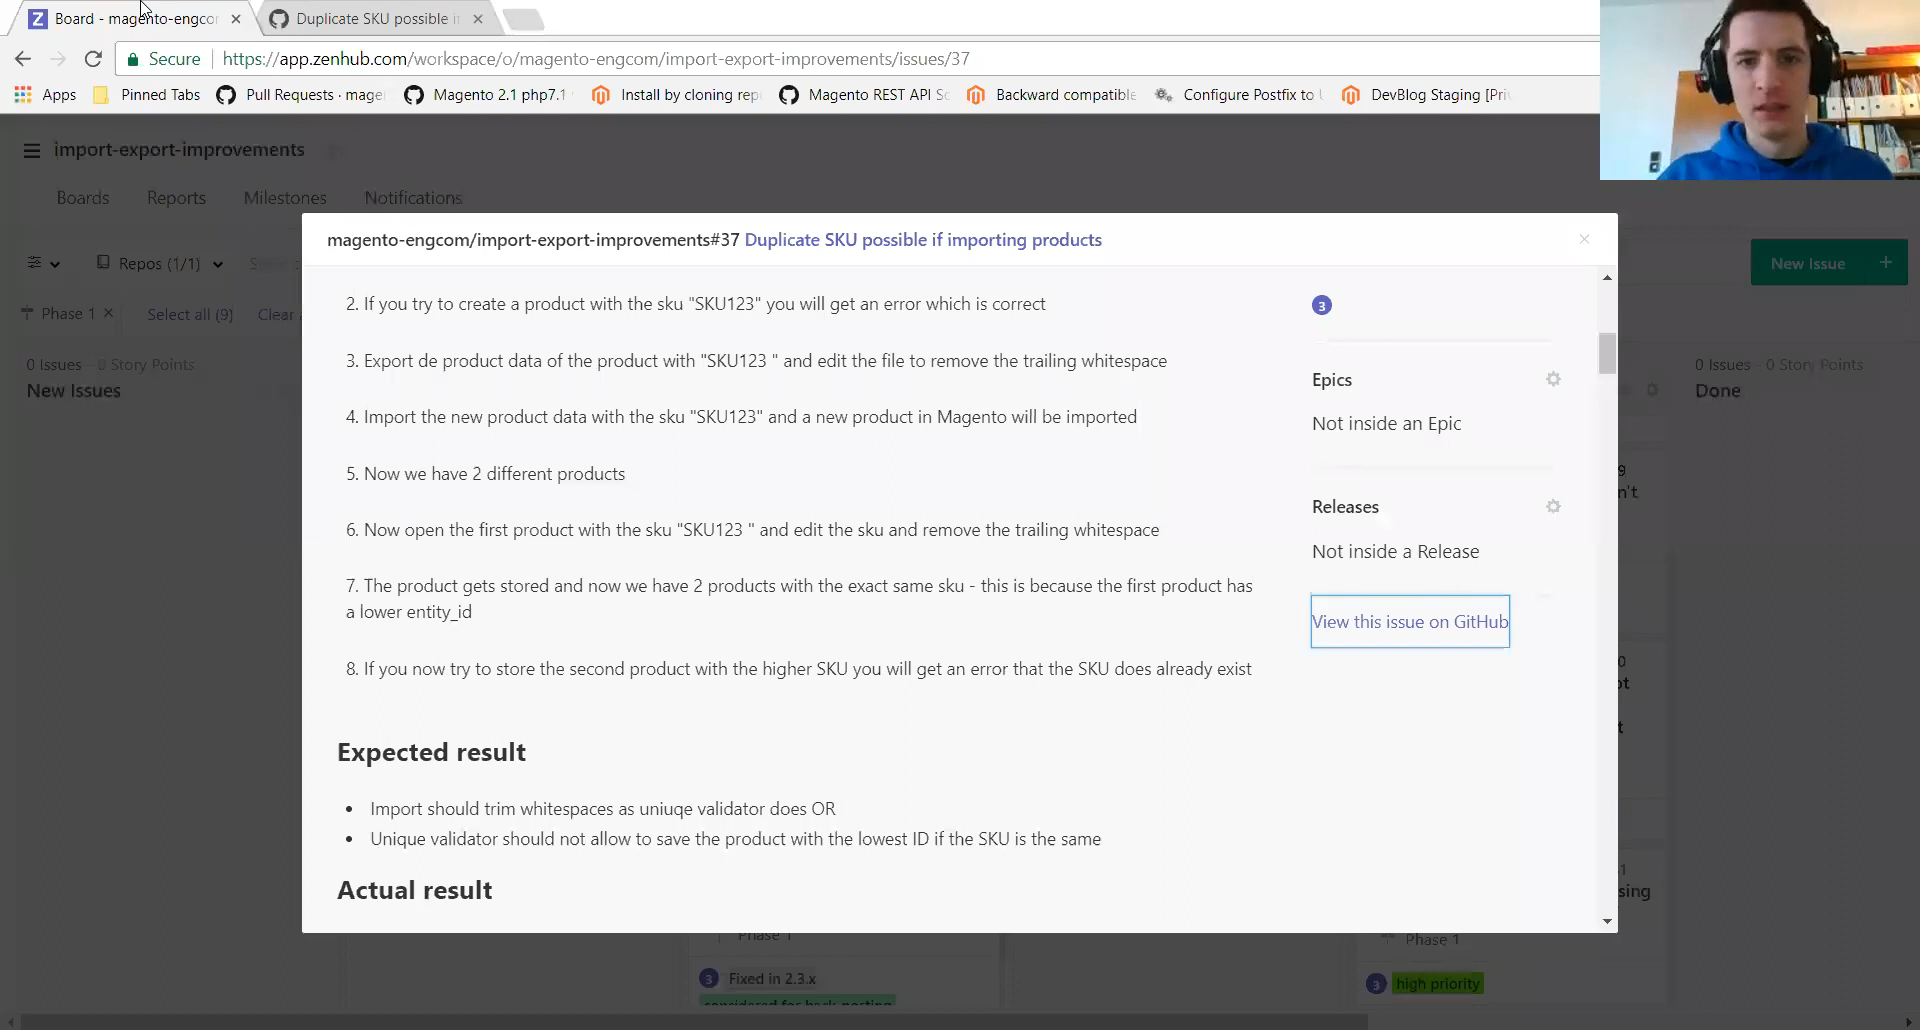 Board - magento-engcor
Duplicate SKU possible i
Secure
https://app.zenhub.com/workspace/o/magento-engcom/import-export-improvements/issues/37
Apps
Pinned Tabs
Pull Requests · mage
Magento 2.1 php7.1
Install by cloning rep
Magento REST API Sc
Backward compatible
Configure Postfix to
DevBlog Staging [Pri
import-export-improvements
Boards
Reports
Milestones
Notifications
magento-engcom/import-export-improvements#37 Duplicate SKU possible if importing products
Repos (1/1)
New Issue +
Phase 1
Select all (9)
Clear
0 Issues - 0 Story Points
New Issues
0 Issues - 0 Story Points
Done
2. If you try to create a product with the sku "SKU123" you will get an error which is correct
3. Export de product data of the product with "SKU123 " and edit the file to remove the trailing whitespace
4. Import the new product data with the sku "SKU123" and a new product in Magento will be imported
5. Now we have 2 different products
6. Now open the first product with the sku "SKU123 " and edit the sku and remove the trailing whitespace
7. The product gets stored and now we have 2 products with the exact same sku - this is because the first product has
a lower entity_id
8. If you now try to store the second product with the higher SKU you will get an error that the SKU does already exist
Expected result
• Import should trim whitespaces as uniuqe validator does OR
• Unique validator should not allow to save the product with the lowest ID if the SKU is the same
Actual result
3
Epics
Not inside an Epic
Releases
Not inside a Release
View this issue on GitHub
n't
sing
Phase 1
3 Fixed in 2.3.x
considered for back-porting
Phase 1
3 high priority